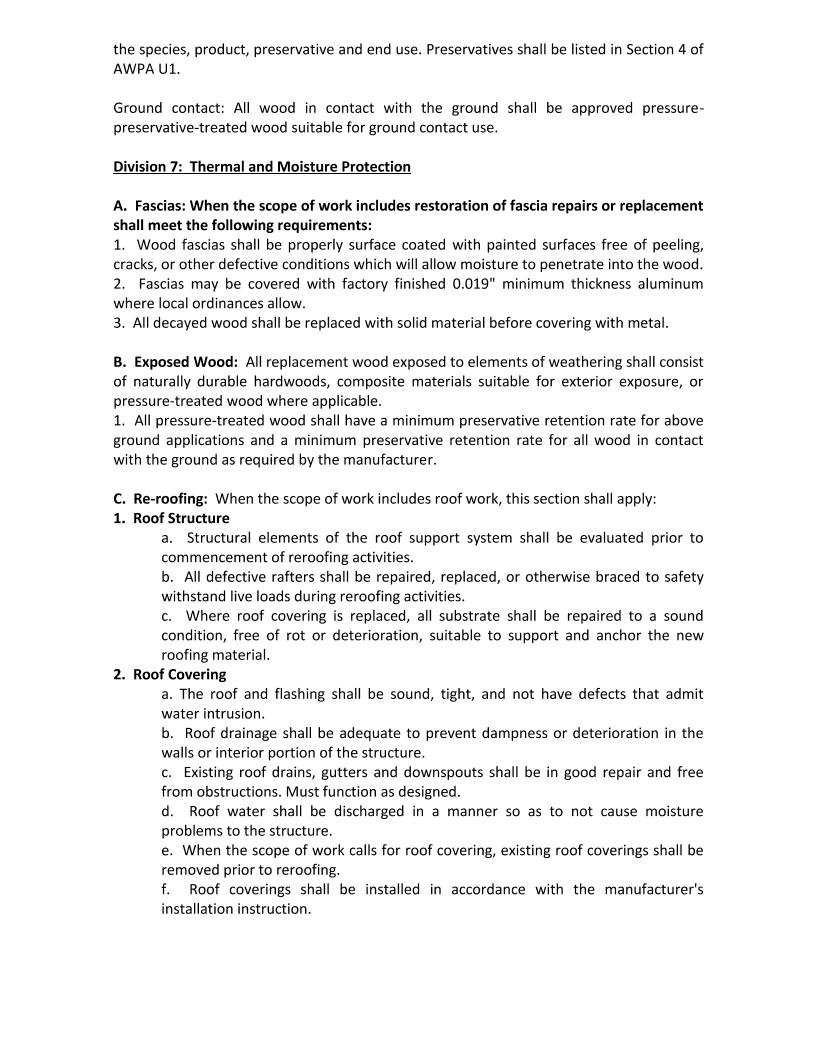 the species, product, preservative and end use. Preservatives shall be listed in Section 4 of
AWPA U1.
Ground contact: All wood in contact with the ground shall be approved pressure-
preservative-treated wood suitable for ground contact use.
Division 7:  Thermal and Moisture Protection
A.  Fascias: When the scope of work includes restoration of fascia repairs or replacement
shall meet the following requirements:
1.  Wood fascias shall be properly surface coated with painted surfaces free of peeling,
cracks, or other defective conditions which will allow moisture to penetrate into the wood.
2.  Fascias may be covered with factory finished 0.019" minimum thickness aluminum
where local ordinances allow.
3.  All decayed wood shall be replaced with solid material before covering with metal.
B.  Exposed Wood:  All replacement wood exposed to elements of weathering shall consist
of naturally durable hardwoods, composite materials suitable for exterior exposure, or
pressure-treated wood where applicable.
1.  All pressure-treated wood shall have a minimum preservative retention rate for above
ground applications and a minimum preservative retention rate for all wood in contact
with the ground as required by the manufacturer.
C.  Re-roofing:  When the scope of work includes roof work, this section shall apply:
1.  Roof Structure
a.  Structural elements of the roof support system shall be evaluated prior to
commencement of reroofing activities.
b.  All defective rafters shall be repaired, replaced, or otherwise braced to safety
withstand live loads during reroofing activities.
c.  Where roof covering is replaced, all substrate shall be repaired to a sound
condition, free of rot or deterioration, suitable to support and anchor the new
roofing material.
2.  Roof Covering
a. The roof and flashing shall be sound, tight, and not have defects that admit
water intrusion.
b.  Roof drainage shall be adequate to prevent dampness or deterioration in the
walls or interior portion of the structure.
c.  Existing roof drains, gutters and downspouts shall be in good repair and free
from obstructions. Must function as designed.
d.  Roof water shall be discharged in a manner so as to not cause moisture
problems to the structure.
e.  When the scope of work calls for roof covering, existing roof coverings shall be
removed prior to reroofing.
f.  Roof coverings shall be installed in accordance with the manufacturer's
installation instruction.